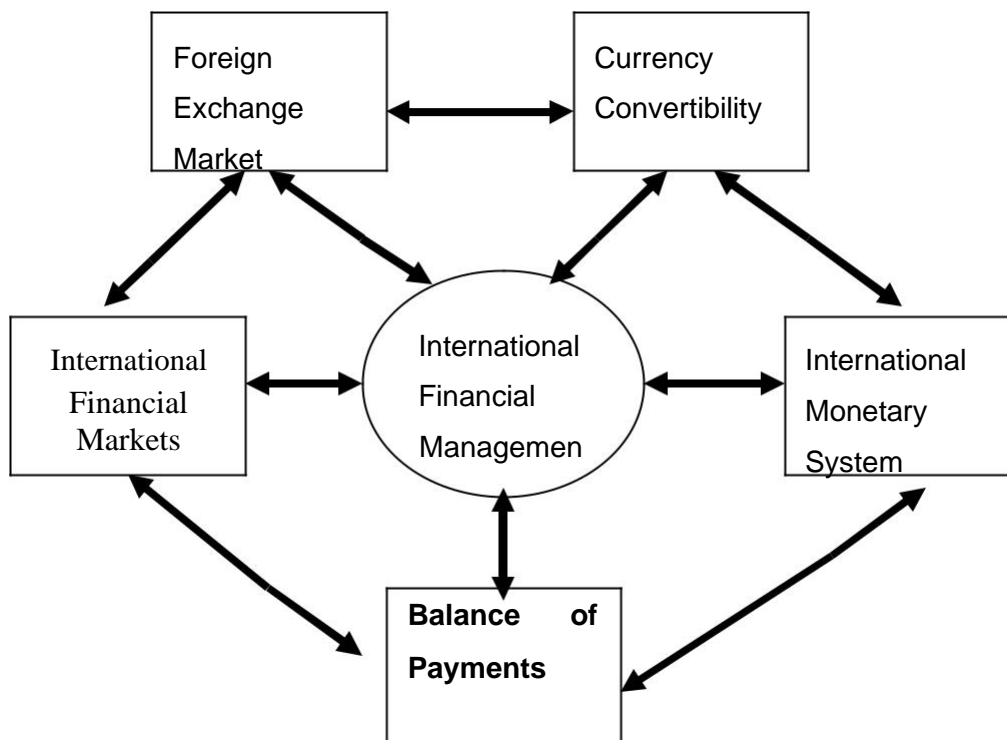 Foreign
Exchange
Market
Currency
Convertibility
International
Financial
Markets
International
Financial
Managemen
International
Monetary
System
Balance of
Payments